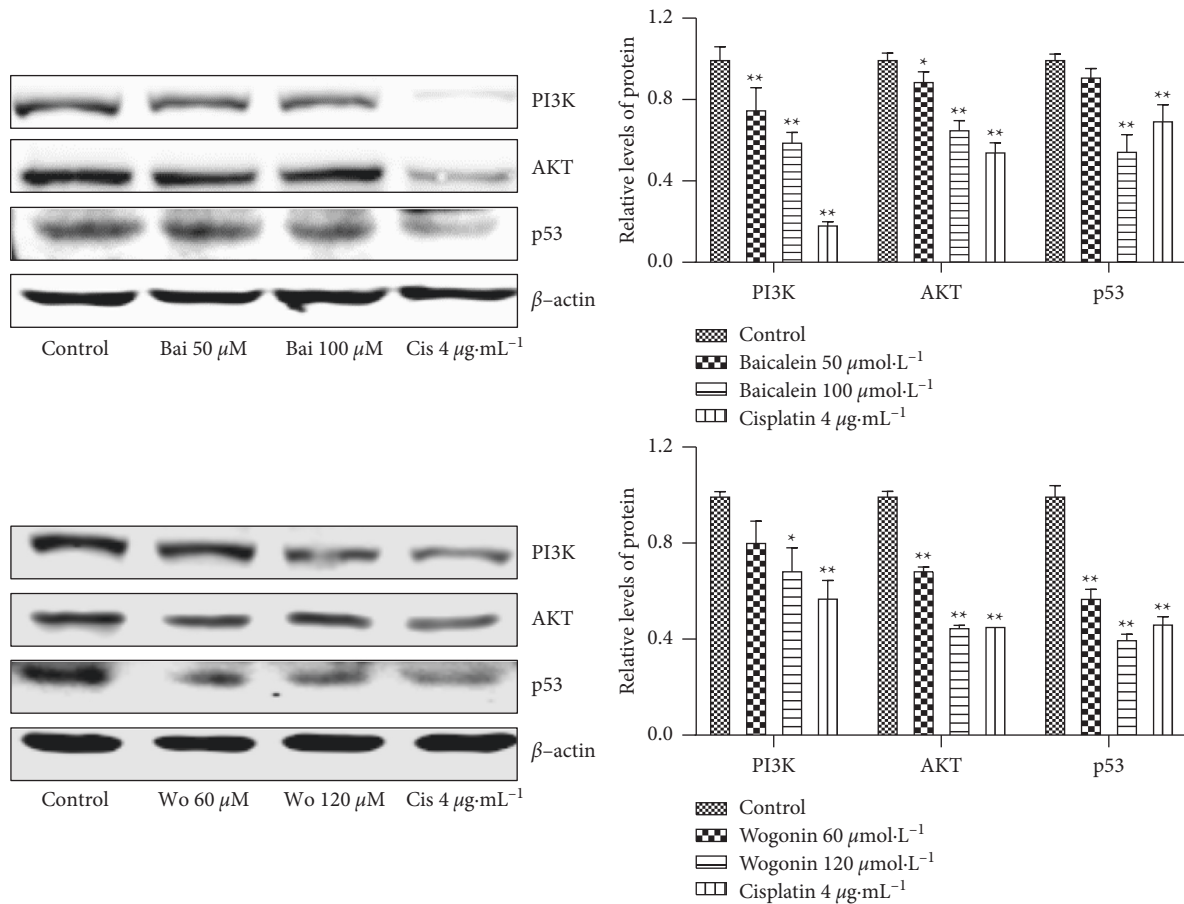 PI3K
AKT
p53
β–actin
Control Bai 50 μM Bai 100 μM Cis 4 μg·mL⁻¹
Relative levels of protein
1.2
0.8
0.4
0.0
** ** **
* ** **
** **
PI3K AKT p53
Control
Baicalein 50 μmol·L⁻¹
Baicalein 100 μmol·L⁻¹
Cisplatin 4 μg·mL⁻¹
PI3K
AKT
p53
β–actin
Control Wo 60 μM Wo 120 μM Cis 4 μg·mL⁻¹
Relative levels of protein
1.2
0.8
0.4
0.0
* **
** ** **
** ** **
PI3K AKT p53
Control
Wogonin 60 μmol·L⁻¹
Wogonin 120 μmol·L⁻¹
Cisplatin 4 μg·mL⁻¹